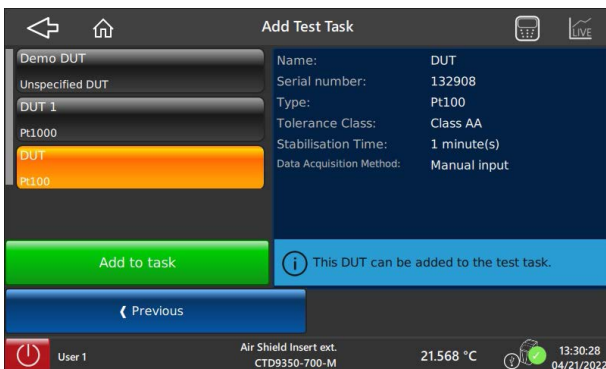 Add Test Task
LIVE
Demo DUT
Unspecified DUT
DUT 1
Pt1000
DUT
Pt100
Name: DUT
Serial number: 132908
Type: Pt100
Tolerance Class: Class AA
Stabilisation Time: 1 minute(s)
Data Acquisition Method: Manual input
Add to task
i This DUT can be added to the test task.
❰ Previous
User 1
Air Shield Insert ext.
CTD9350-700-M
21.568 °C
13:30:28
04/21/2022